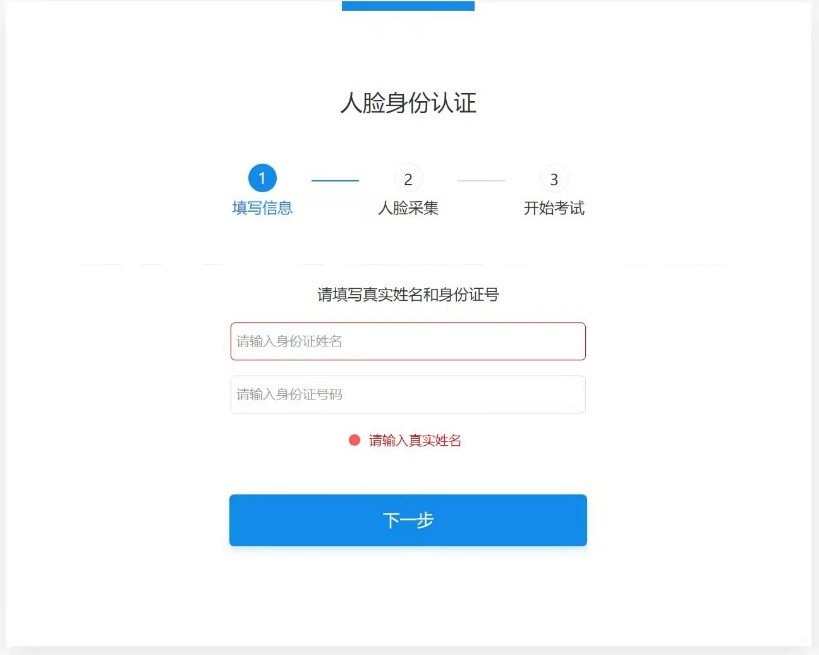 人脸身份认证
1 2 3
填写信息 人脸采集 开始考试
请填写真实姓名和身份证号
请输入身份证姓名
请输入身份证号码
请输入真实姓名
下一步